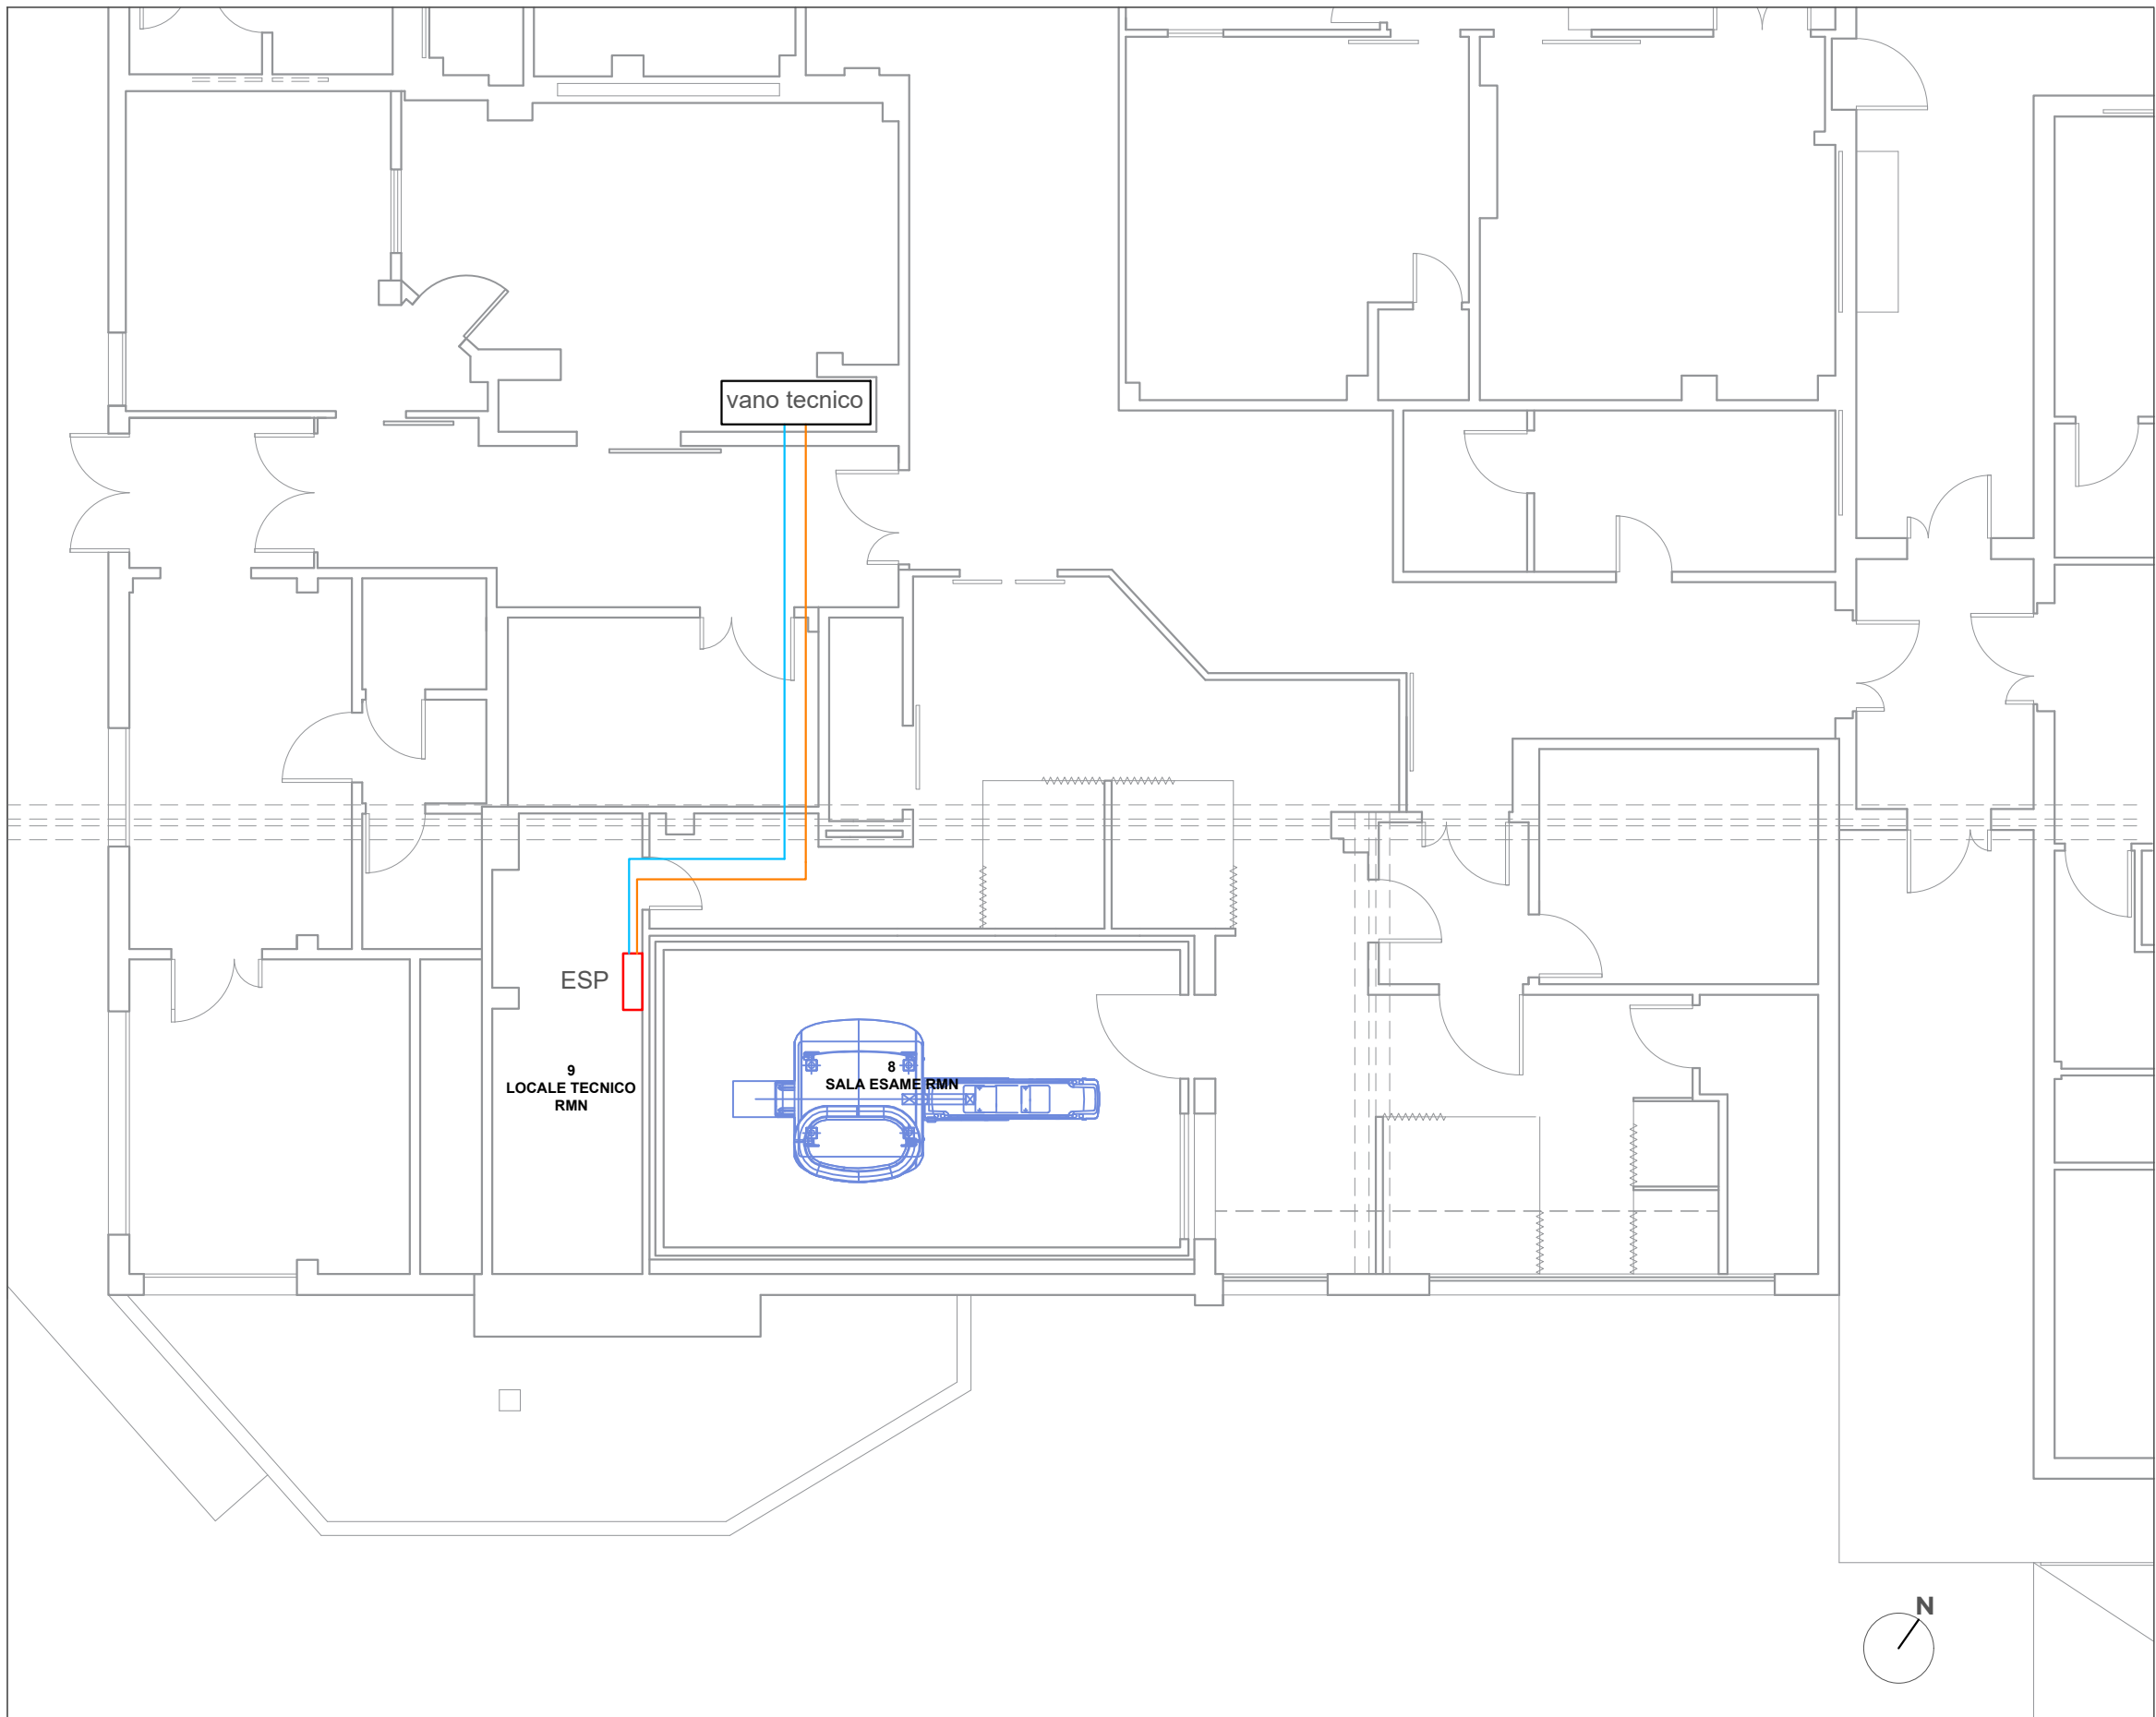 vano tecnico
ESP
9
LOCALE TECNICO
RMN
8
SALA ESAME RMN
N